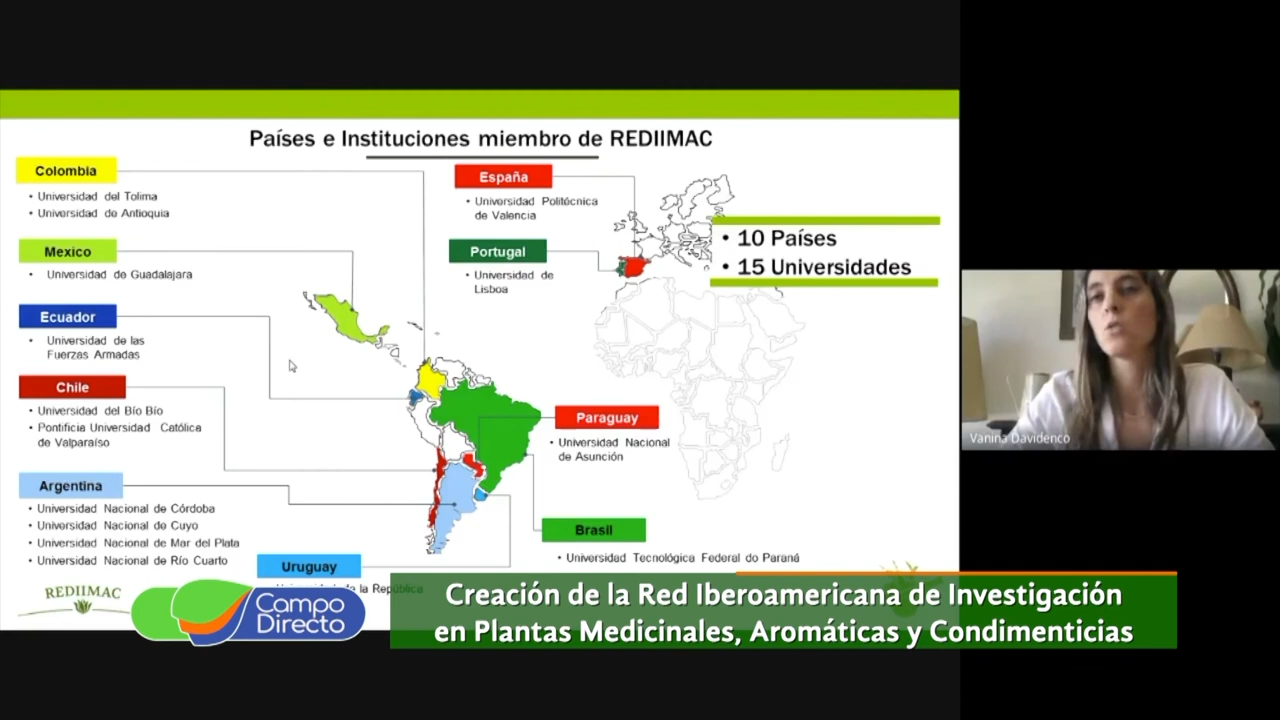 Países e Instituciones miembro de REDIIMAC
Colombia
• Universidad del Tolima
• Universidad de Antioquia
Mexico
• Universidad de Guadalajara
Ecuador
• Universidad de las
Fuerzas Armadas
Chile
• Universidad del Bío Bío
• Pontificia Universidad Católica
de Valparaíso
Argentina
• Universidad Nacional de Córdoba
• Universidad Nacional de Cuyo
• Universidad Nacional de Mar del Plata
• Universidad Nacional de Río Cuarto
Uruguay
de la República
España
• Universidad Politécnica
de Valencia
Portugal
• Universidad de
Lisboa
• 10 Países
• 15 Universidades
Paraguay
• Universidad Nacional
de Asunción
Brasil
• Universidad Tecnológica Federal do Paraná
Vanina Davidenco
REDIIMAC
Campo
Directo
Creación de la Red Iberoamericana de Investigación
en Plantas Medicinales, Aromáticas y Condimenticias